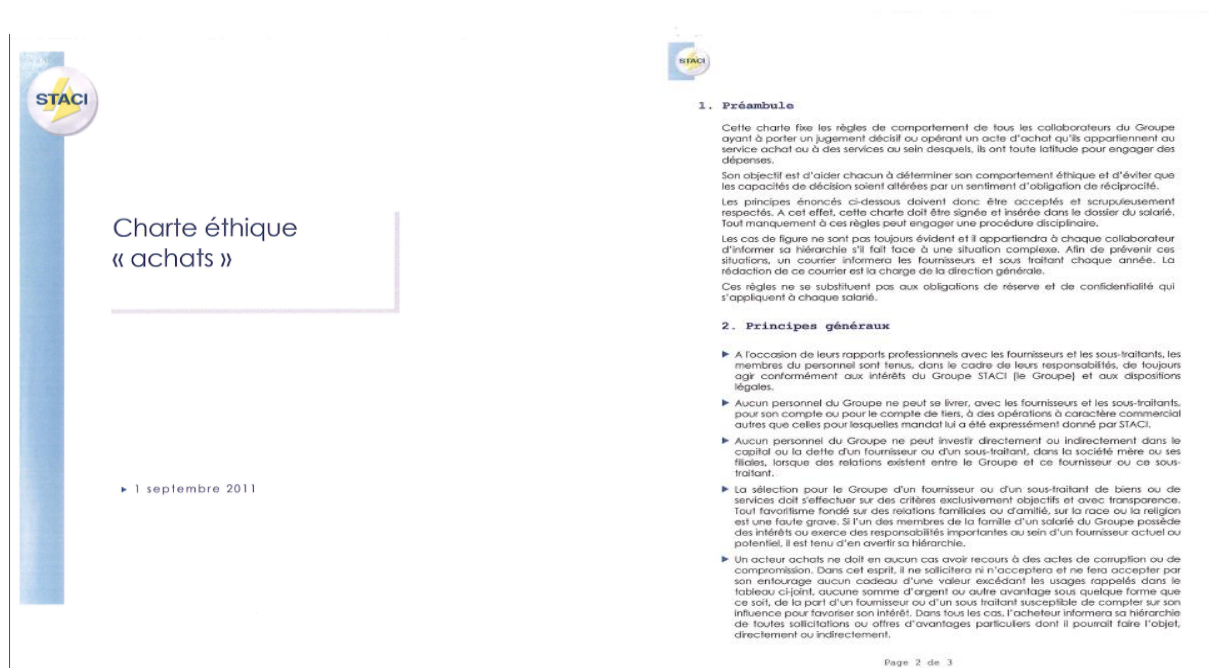 STACI
Charte éthique
« achats »
▸ 1 septembre 2011
STACI
1. Préambule
Cette charte fixe les règles de comportement de tous les collaborateurs du Groupe
ayant à porter un jugement décisif ou opérant un acte d'achat qu'ils appartiennent au
service achat ou à des services au sein desquels, ils ont toute latitude pour engager des
dépenses.
Son objectif est d'aider chacun à déterminer son comportement éthique et d'éviter que
les capacités de décision soient altérées par un sentiment d'obligation de réciprocité.
Les principes énoncés ci-dessous doivent donc être acceptés et scrupuleusement
respectés. A cet effet, cette charte doit être signée et insérée dans le dossier du salarié.
Tout manquement à ces règles peut engager une procédure disciplinaire.
Les cas de figure ne sont pas toujours évident et il appartiendra à chaque collaborateur
d'informer sa hiérarchie s'il fait face à une situation complexe. Afin de prévenir ces
situations, un courrier informera les fournisseurs et sous traitant chaque année. La
rédaction de ce courrier est la charge de la direction générale.
Ces règles ne se substituent pas aux obligations de réserve et de confidentialité qui
s'appliquent à chaque salarié.
2. Principes généraux
▸ A l'occasion de leurs rapports professionnels avec les fournisseurs et les sous-traitants, les
membres du personnel sont tenus, dans le cadre de leurs responsabilités, de toujours
agir conformément aux intérêts du Groupe STACI (le Groupe) et aux dispositions
légales.
▸ Aucun personnel du Groupe ne peut se livrer, avec les fournisseurs et les sous-traitants,
pour son compte ou pour le compte de tiers, à des opérations à caractère commercial
autres que celles pour lesquelles mandat lui a été expressément donné par STACI.
▸ Aucun personnel du Groupe ne peut investir directement ou indirectement dans le
capital ou la dette d'un fournisseur ou d'un sous-traitant, dans la société mère ou ses
filiales, lorsque des relations existent entre le Groupe et ce fournisseur ou ce sous-
traitant.
▸ La sélection pour le Groupe d'un fournisseur ou d'un sous-traitant de biens ou de
services doit s'effectuer sur des critères exclusivement objectifs et avec transparence.
Tout favoritisme fondé sur des relations familiales ou d'amitié, sur la race ou la religion
est une faute grave. Si l'un des membres de la famille d'un salarié du Groupe possède
des intérêts ou exerce des responsabilités importantes au sein d'un fournisseur actuel ou
potentiel, il est tenu d'en avertir sa hiérarchie.
▸ Un acteur achats ne doit en aucun cas avoir recours à des actes de corruption ou de
compromission. Dans cet esprit, il ne sollicitera ni n'acceptera et ne fera accepter par
son entourage aucun cadeau d'une valeur excédant les usages rappelés dans le
tableau ci-joint, aucune somme d'argent ou autre avantage sous quelque forme que
ce soit, de la part d'un fournisseur ou d'un sous traitant susceptible de compter sur son
influence pour favoriser son intérêt. Dans tous les cas, l'acheteur informera sa hiérarchie
de toutes sollicitations ou offres d'avantages particuliers dont il pourrait faire l'objet,
directement ou indirectement.
Page 2 de 3